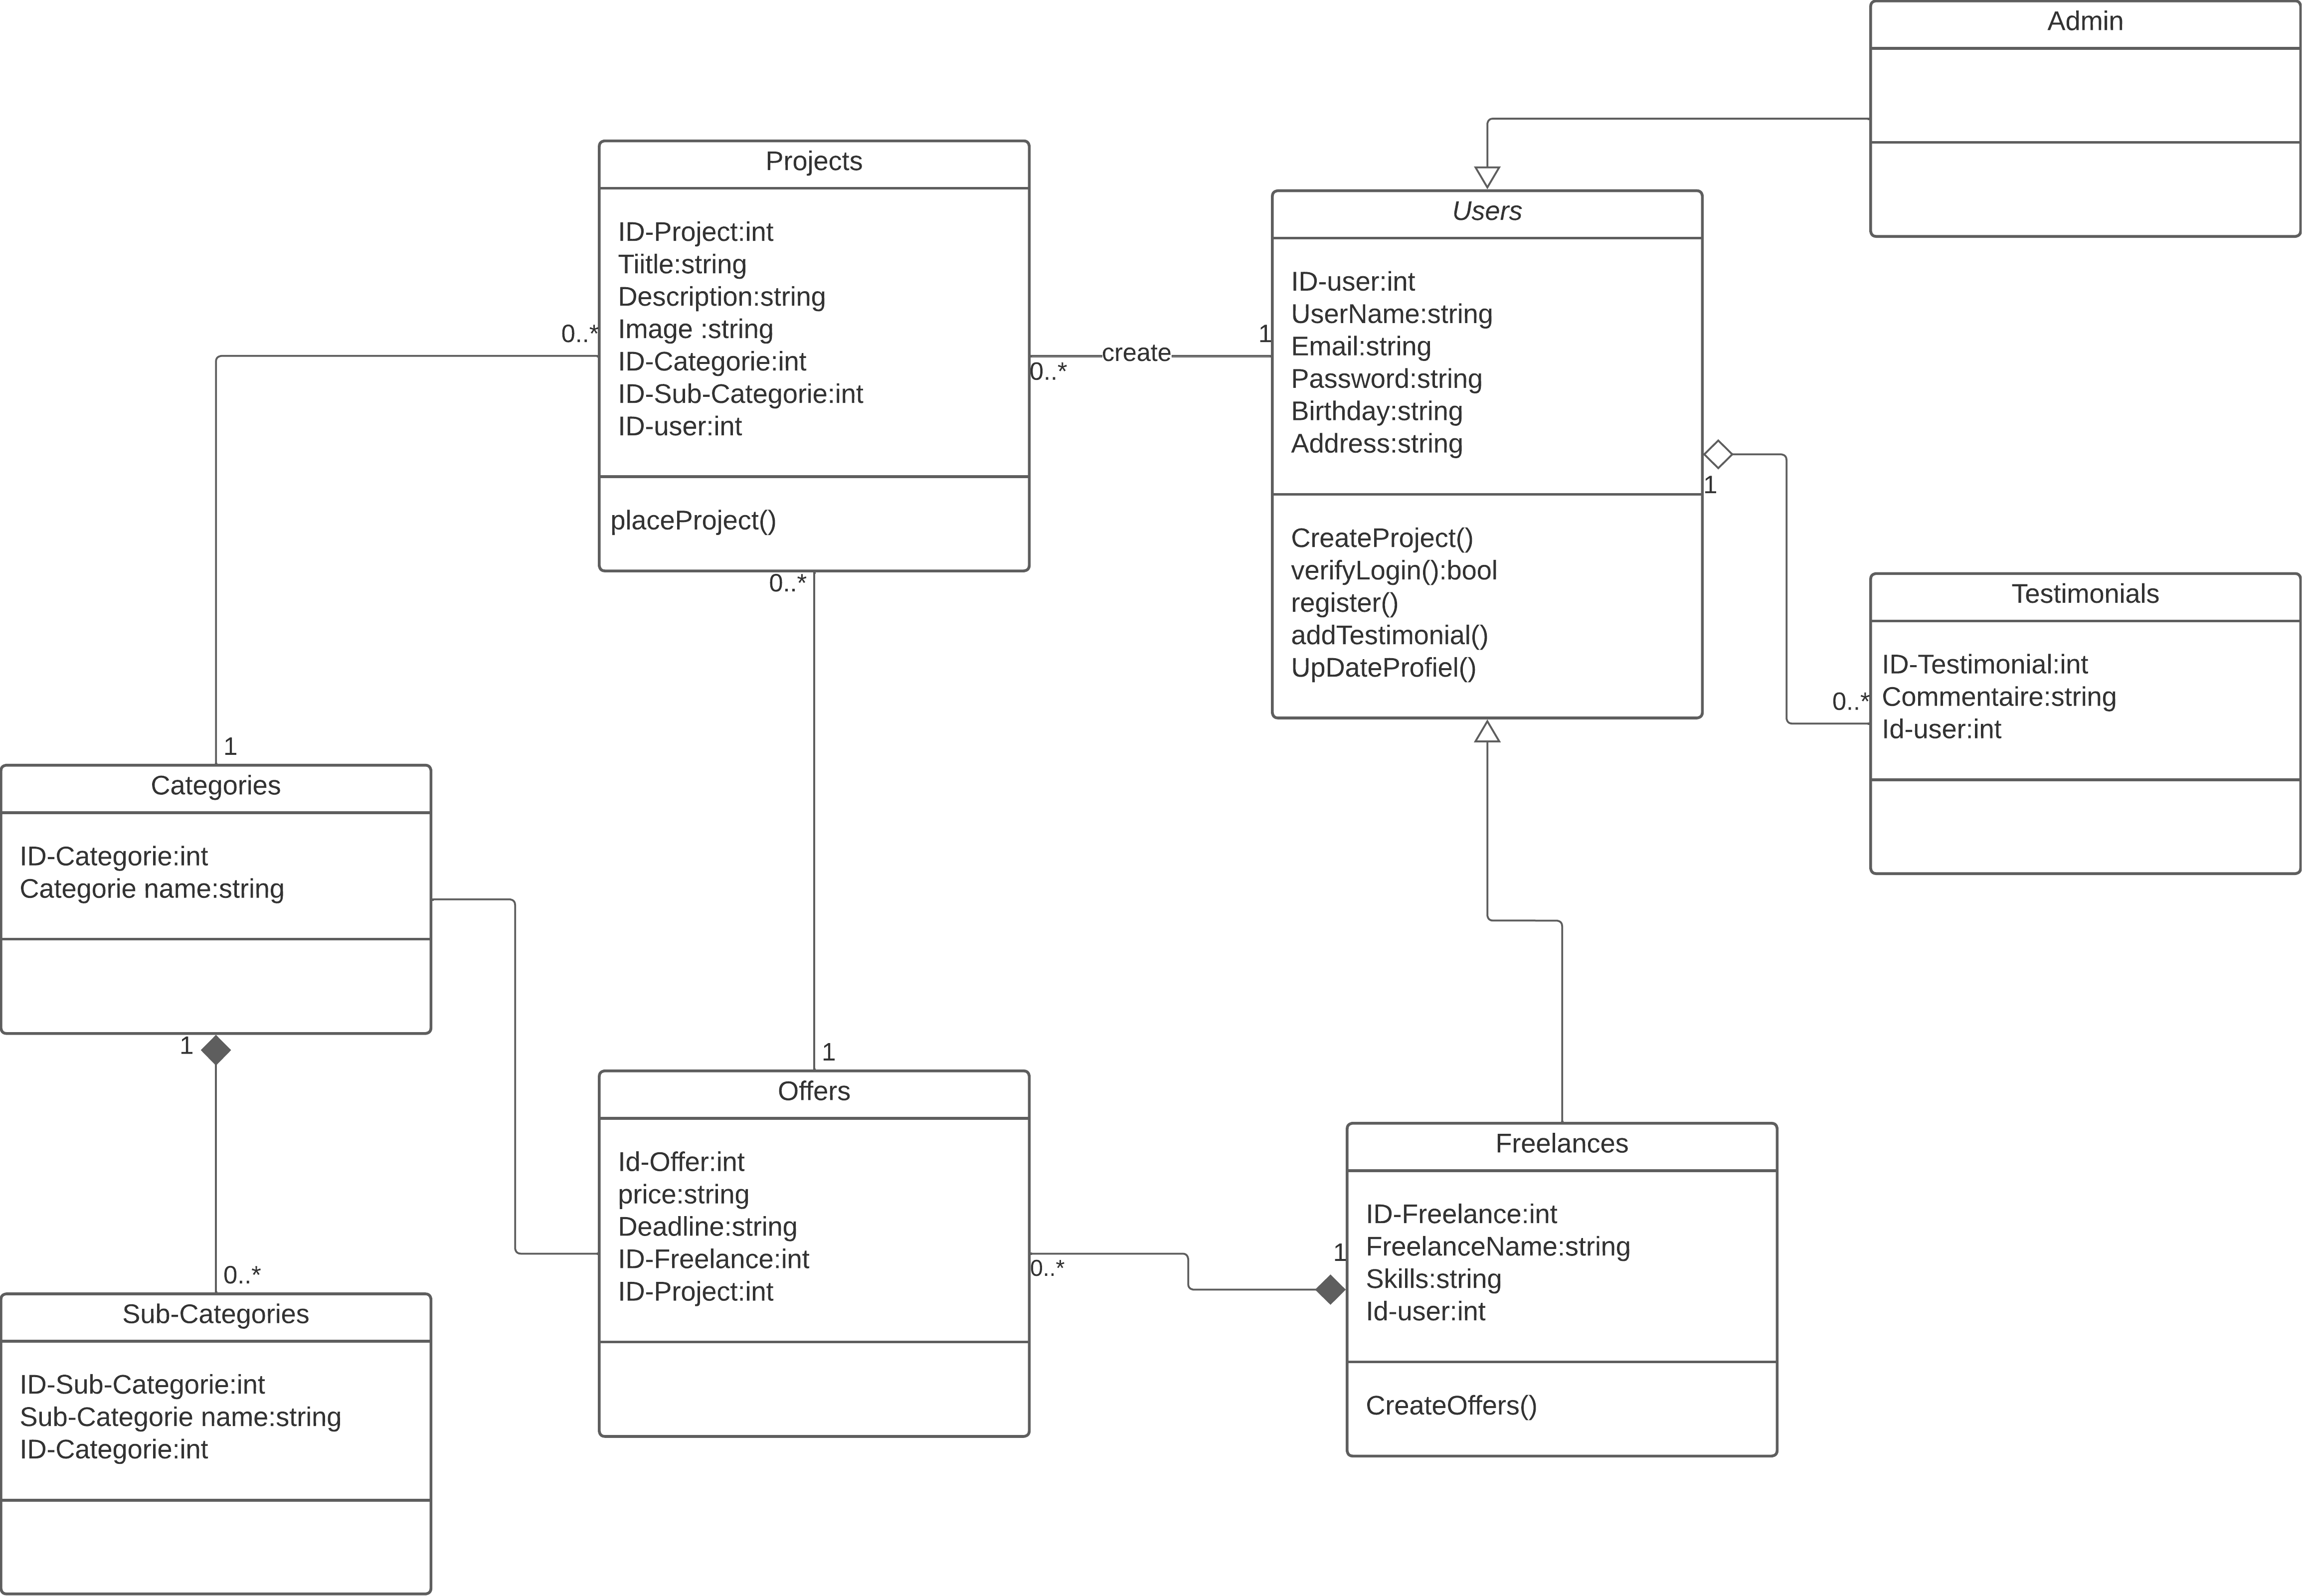 Admin
Projects
ID-Project:int
Tiitle:string
Description:string
Image :string
ID-Categorie:int
ID-Sub-Categorie:int
ID-user:int
placeProject()
0..*
0..*
0..*
create
1
Users
ID-user:int
UserName:string
Email:string
Password:string
Birthday:string
Address:string
CreateProject()
verifyLogin():bool
register()
addTestimonial()
UpDateProfiel()
1
0..*
Testimonials
ID-Testimonial:int
Commentaire:string
Id-user:int
1
Categories
ID-Categorie:int
Categorie name:string
1
0..*
Sub-Categories
ID-Sub-Categorie:int
Sub-Categorie name:string
ID-Categorie:int
1
Offers
Id-Offer:int
price:string
Deadline:string
ID-Freelance:int
ID-Project:int
0..*
1
Freelances
ID-Freelance:int
FreelanceName:string
Skills:string
Id-user:int
CreateOffers()